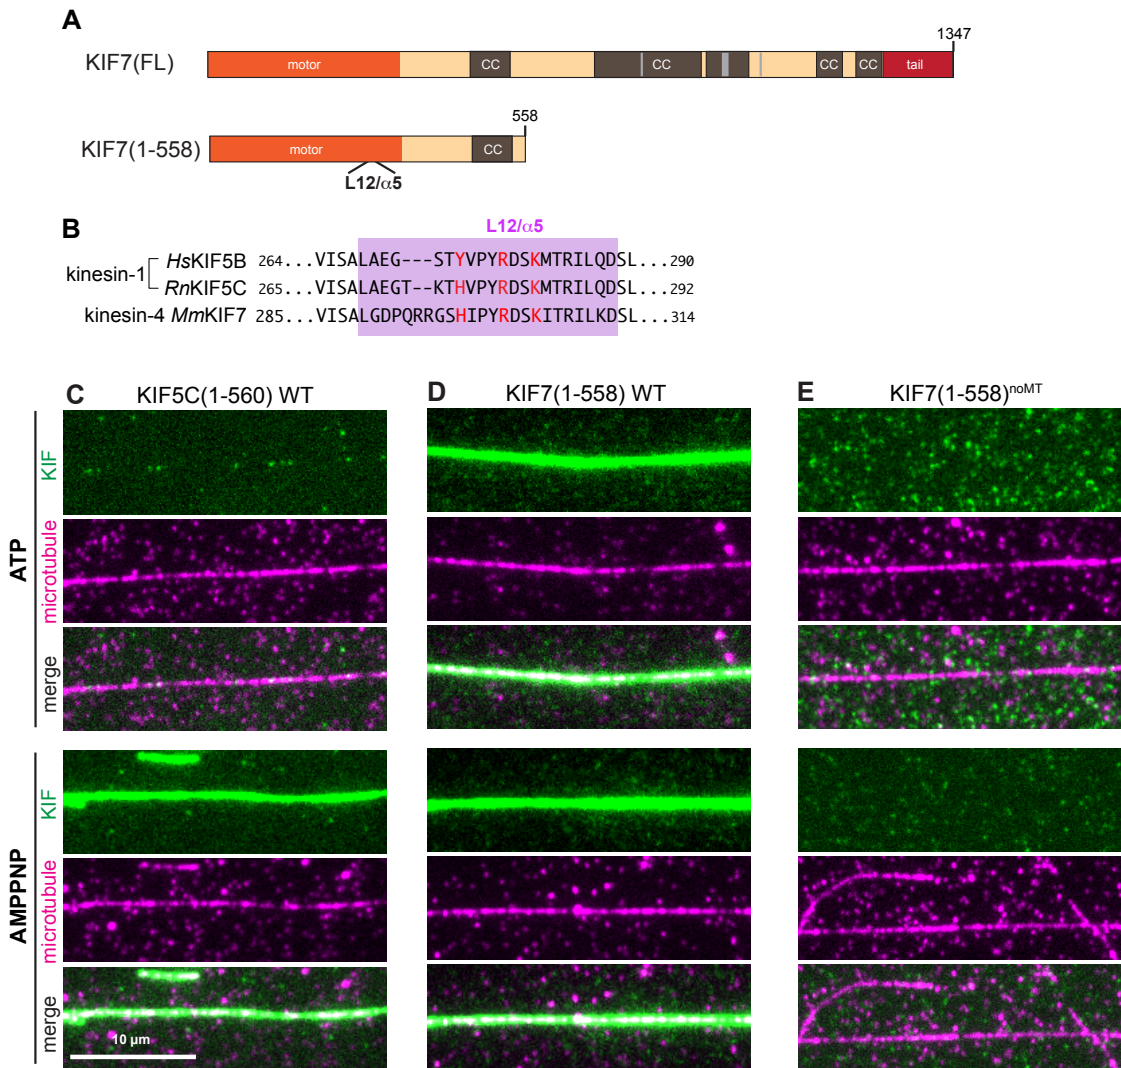 A
1347
KIF7(FL)
motor
CC
CC
CC
CC
tail
558
KIF7(1-558)
motor
CC
L12/α5
B
L12/α5
kinesin-1
HsKIF5B 264...VISALAEG---STYVPYRDSKMTRILQDSL...290
RnKIF5C 265...VISALAEGT--KTHVPYRDSKMTRILQDSL...292
kinesin-4 MmKIF7 285...VISALGDPQRRGSHIPYRDSKITRILKDSL...314
C KIF5C(1-560) WT
D KIF7(1-558) WT
E KIF7(1-558)noMT
ATP
KIF
microtubule
merge
AMPPNP
KIF
microtubule
merge
10 μm